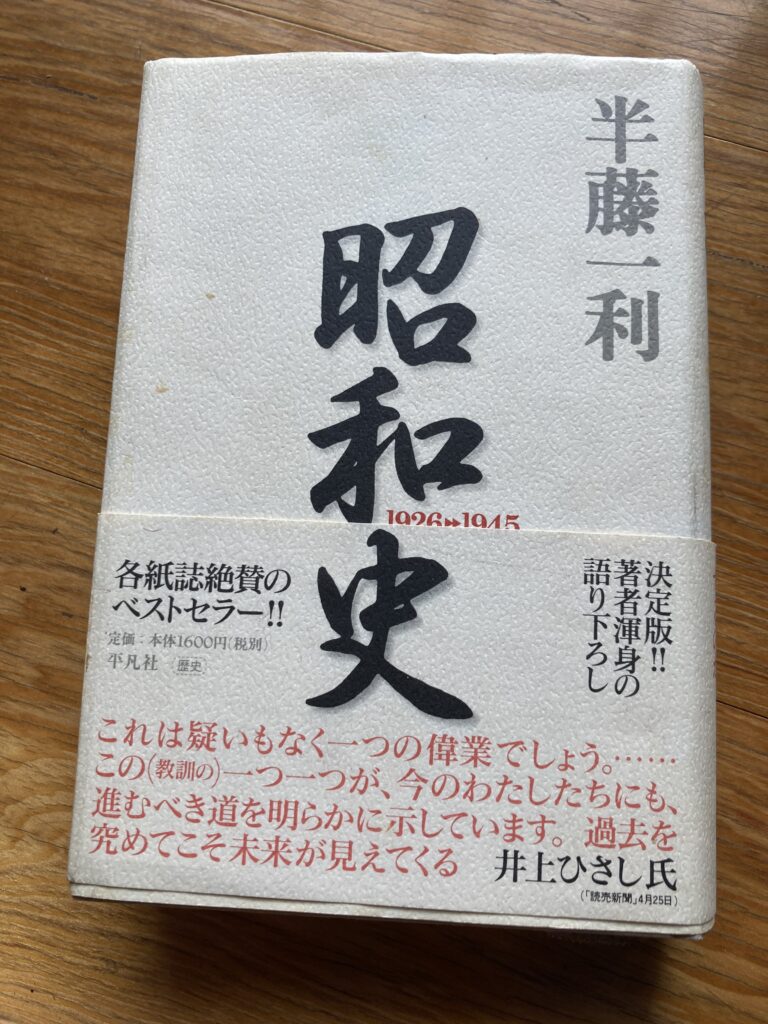 半藤一利
昭和史
1926▸▸1945
決定版!!
著者渾身の
語り下ろし
各紙誌絶賛の
ベストセラー!!
定価：本体1600円(税別)
平凡社 歴史
これは疑いもなく一つの偉業でしょう。……
この(教訓の)一つ一つが、今のわたしたちにも、
進むべき道を明らかに示しています。過去を
究めてこそ未来が見えてくる 井上ひさし氏
(「読売新聞」4月25日)